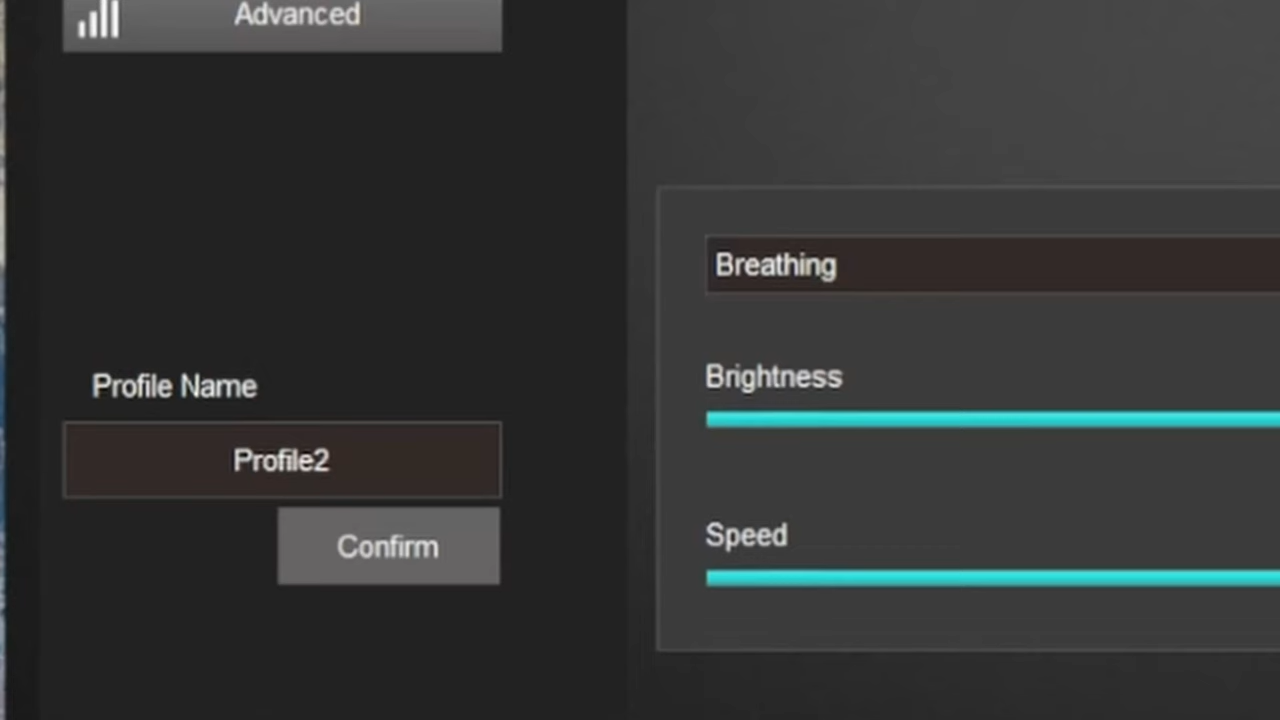 Advanced
Profile Name
Profile2
Confirm
Breathing
Brightness
Speed